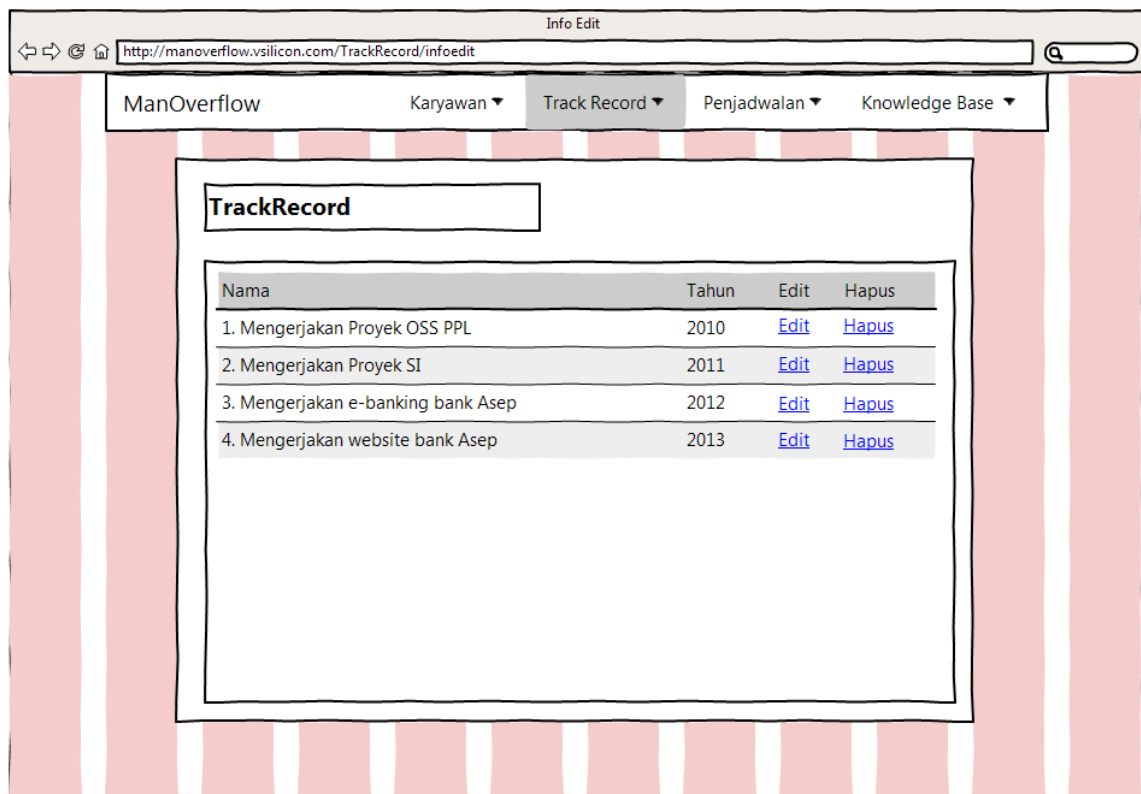 Info Edit
http://manoverflow.vsilicon.com/TrackRecord/infoedit
ManOverflow Karyawan Track Record Penjadwalan Knowledge Base
TrackRecord
Nama Tahun Edit Hapus
1. Mengerjakan Proyek OSS PPL 2010 Edit Hapus
2. Mengerjakan Proyek SI 2011 Edit Hapus
3. Mengerjakan e-banking bank Asep 2012 Edit Hapus
4. Mengerjakan website bank Asep 2013 Edit Hapus